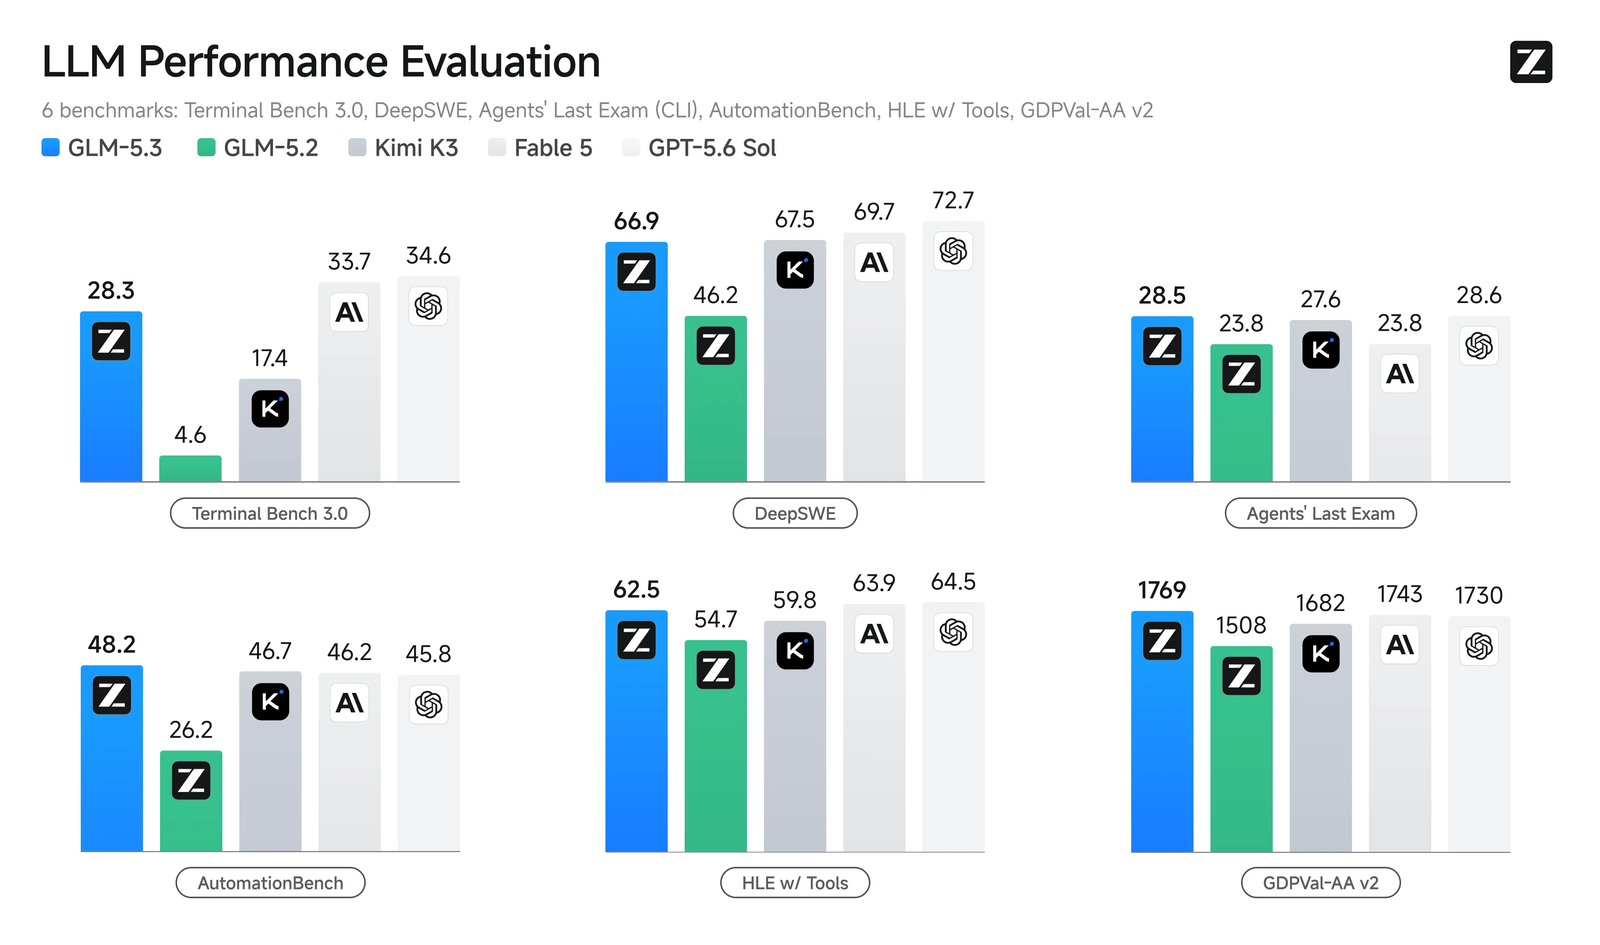 LLM Performance Evaluation
6 benchmarks: Terminal Bench 3.0, DeepSWE, Agents' Last Exam (CLI), AutomationBench, HLE w/ Tools, GDPVal-AA v2
GLM-5.3 GLM-5.2 Kimi K3 Fable 5 GPT-5.6 Sol
28.3 4.6 17.4 33.7 34.6
Terminal Bench 3.0
66.9 46.2 67.5 69.7 72.7
DeepSWE
28.5 23.8 27.6 23.8 28.6
Agents' Last Exam
48.2 26.2 46.7 46.2 45.8
AutomationBench
62.5 54.7 59.8 63.9 64.5
HLE w/ Tools
1769 1508 1682 1743 1730
GDPVal-AA v2